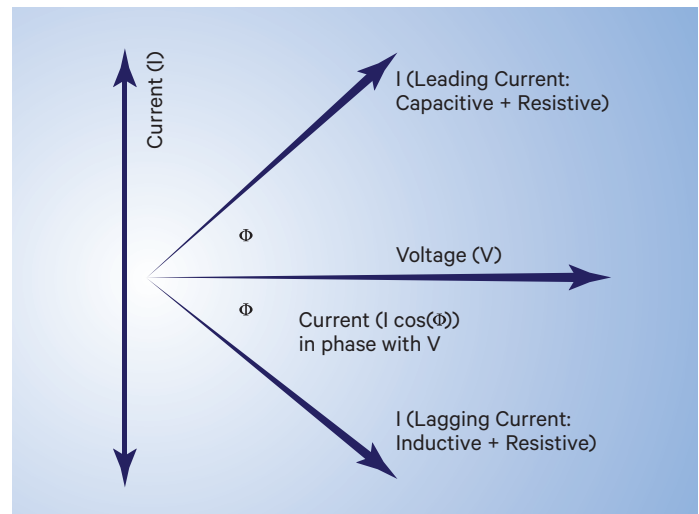 Current (I)
I (Leading Current:
Capacitive + Resistive)
Φ
Voltage (V)
Φ
Current (I cos(Φ))
in phase with V
I (Lagging Current:
Inductive + Resistive)